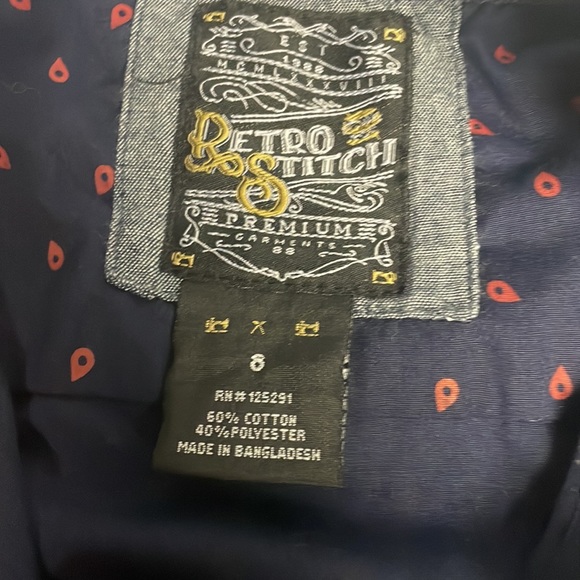 EST
1988
MCMLXXXVIII
RETRO
STITCH
PREMIUM
GARMENTS
88
X
8
RN#125291
60% COTTON
40% POLYESTER
MADE IN BANGLADESH